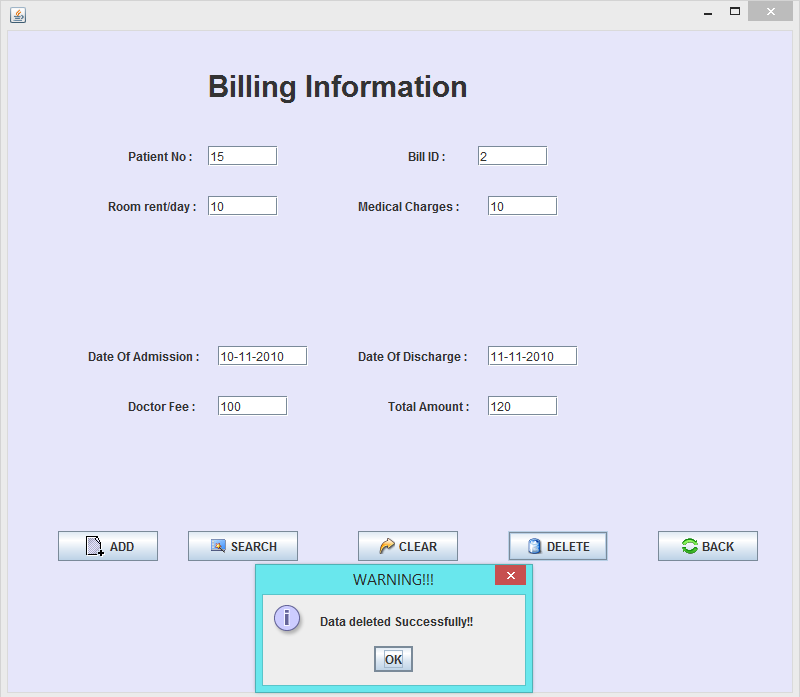 Billing Information
Patient No : 15 Bill ID : 2
Room rent/day : 10 Medical Charges : 10
Date Of Admission : 10-11-2010 Date Of Discharge : 11-11-2010
Doctor Fee : 100 Total Amount : 120
ADD SEARCH CLEAR DELETE BACK
WARNING!!!
Data deleted Successfully!!
OK